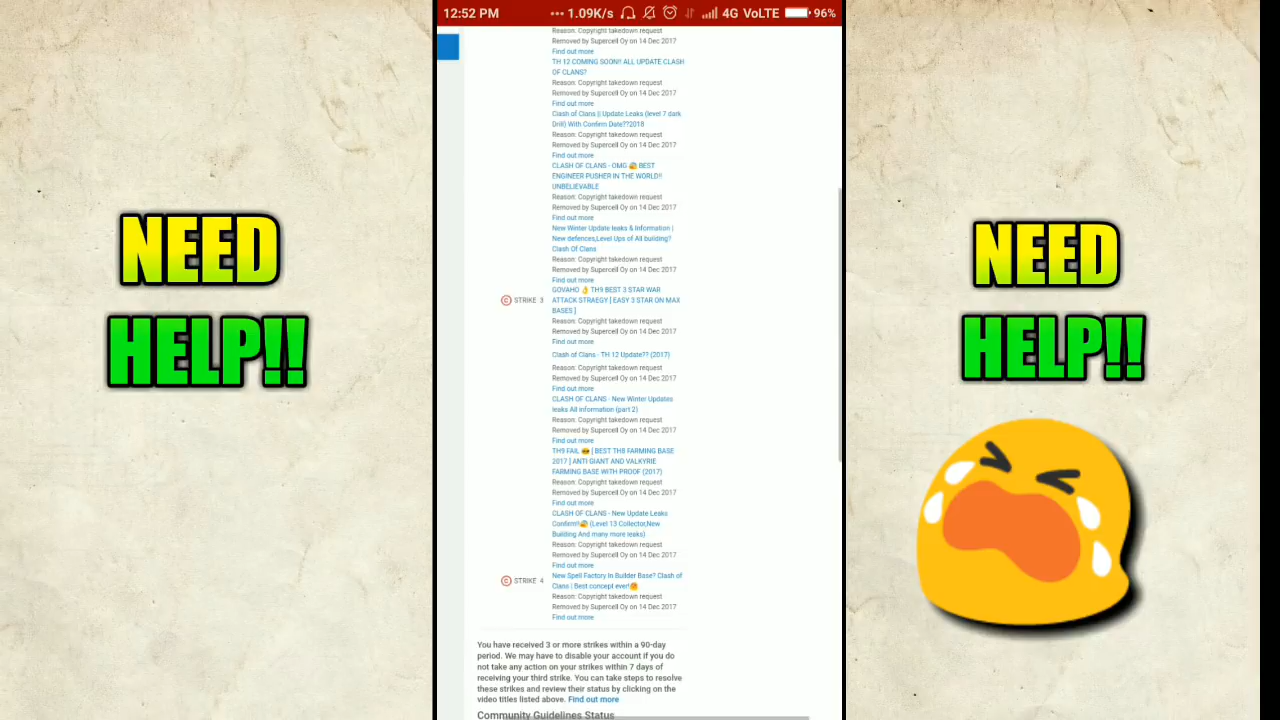 12:52 PM ••• 1.09K/s 4G VoLTE 96%
NEED
HELP!!
Reason: Copyright takedown request
Removed by Supercell Oy on 14 Dec 2017
Find out more
TH 12 COMING SOON!! ALL UPDATE CLASH
OF CLANS?
Reason: Copyright takedown request
Removed by Supercell Oy on 14 Dec 2017
Find out more
Clash of Clans || Update Leaks (level 7 dark
Drill) With Confirm Date??2018
Reason: Copyright takedown request
Removed by Supercell Oy on 14 Dec 2017
Find out more
CLASH OF CLANS - OMG 🤯 BEST
ENGINEER PUSHER IN THE WORLD!!
UNBELIEVABLE
Reason: Copyright takedown request
Removed by Supercell Oy on 14 Dec 2017
Find out more
New Winter Update leaks & Information |
New defences,Level Ups of All building?
Clash Of Clans
Reason: Copyright takedown request
Removed by Supercell Oy on 14 Dec 2017
Find out more
© STRIKE 3
GOVAHO 👌 TH9 BEST 3 STAR WAR
ATTACK STRAEGY [ EASY 3 STAR ON MAX
BASES ]
Reason: Copyright takedown request
Removed by Supercell Oy on 14 Dec 2017
Find out more
Clash of Clans - TH 12 Update?? (2017)
Reason: Copyright takedown request
Removed by Supercell Oy on 14 Dec 2017
Find out more
CLASH OF CLANS - New Winter Updates
leaks All information (part 2)
Reason: Copyright takedown request
Removed by Supercell Oy on 14 Dec 2017
Find out more
TH9 FAIL 😎 [ BEST TH8 FARMING BASE
2017 ] ANTI GIANT AND VALKYRIE
FARMING BASE WITH PROOF (2017)
Reason: Copyright takedown request
Removed by Supercell Oy on 14 Dec 2017
Find out more
CLASH OF CLANS - New Update Leaks
Confirm!!🤯 (Level 13 Collector,New
Building And many more leaks)
Reason: Copyright takedown request
Removed by Supercell Oy on 14 Dec 2017
Find out more
© STRIKE 4
New Spell Factory In Builder Base? Clash of
Clans | Best concept ever!🤗
Reason: Copyright takedown request
Removed by Supercell Oy on 14 Dec 2017
Find out more
You have received 3 or more strikes within a 90-day
period. We may have to disable your account if you do
not take any action on your strikes within 7 days of
receiving your third strike. You can take steps to resolve
these strikes and review their status by clicking on the
video titles listed above. Find out more
Community Guidelines Status
NEED
HELP!!